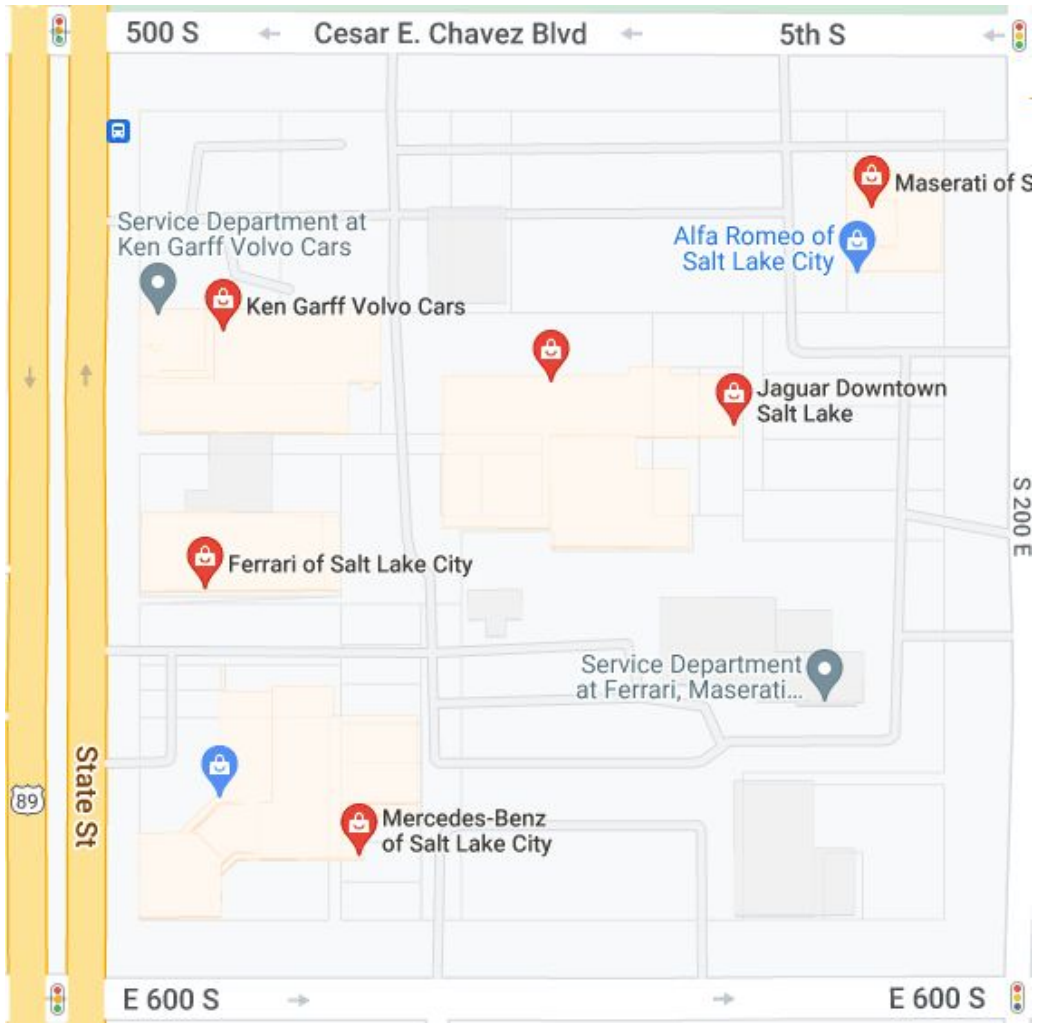 500 S
Cesar E. Chavez Blvd
5th S
Maserati of S
Service Department at
Ken Garff Volvo Cars
Alfa Romeo of
Salt Lake City
Ken Garff Volvo Cars
Jaguar Downtown
Salt Lake
S 200 E
Ferrari of Salt Lake City
Service Department
at Ferrari, Maserati...
State St
89
Mercedes-Benz
of Salt Lake City
E 600 S
E 600 S